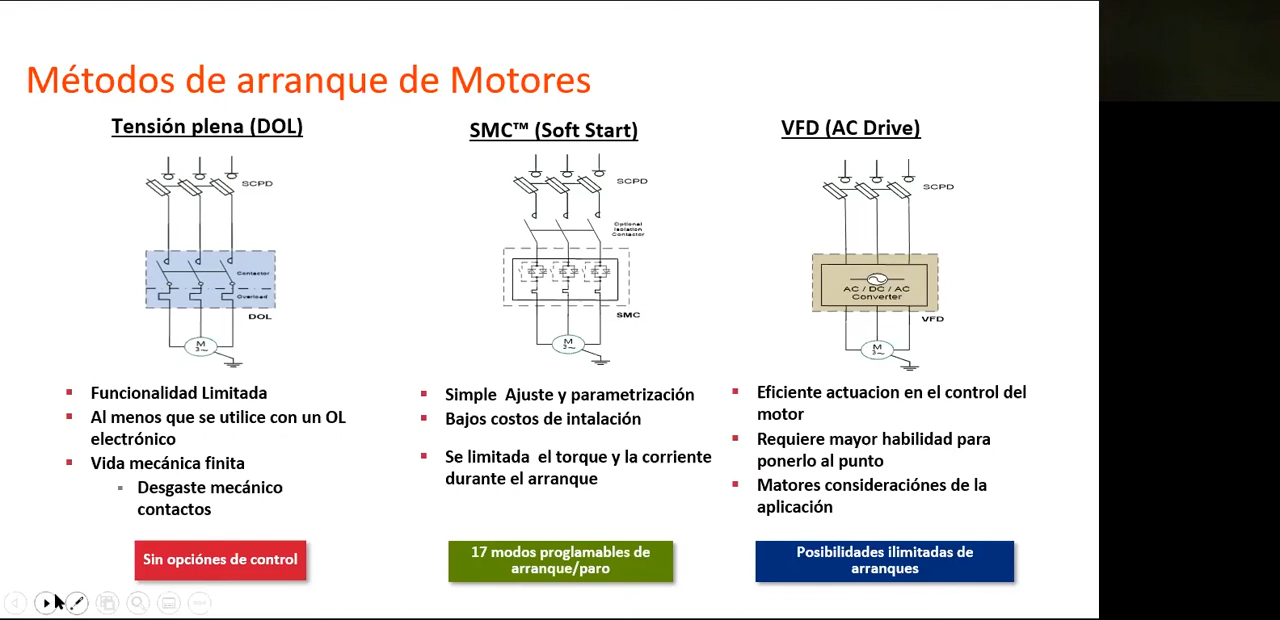 Métodos de arranque de Motores
Tensión plena (DOL)
SCPD
Contactor
Overload
DOL
M
3~
Funcionalidad Limitada
Al menos que se utilice con un OL
electrónico
Vida mecánica finita
Desgaste mecánico
contactos
Sin opciónes de control
SMC™ (Soft Start)
SCPD
Optional
Isolation
Contactor
SMC
M
3~
Simple Ajuste y parametrización
Bajos costos de intalación
Se limitada el torque y la corriente
durante el arranque
17 modos proglamables de
arranque/paro
VFD (AC Drive)
SCPD
AC / DC / AC
Converter
VFD
M
3~
Eficiente actuacion en el control del
motor
Requiere mayor habilidad para
ponerlo al punto
Matores consideraciónes de la
aplicación
Posibilidades ilimitadas de
arranques